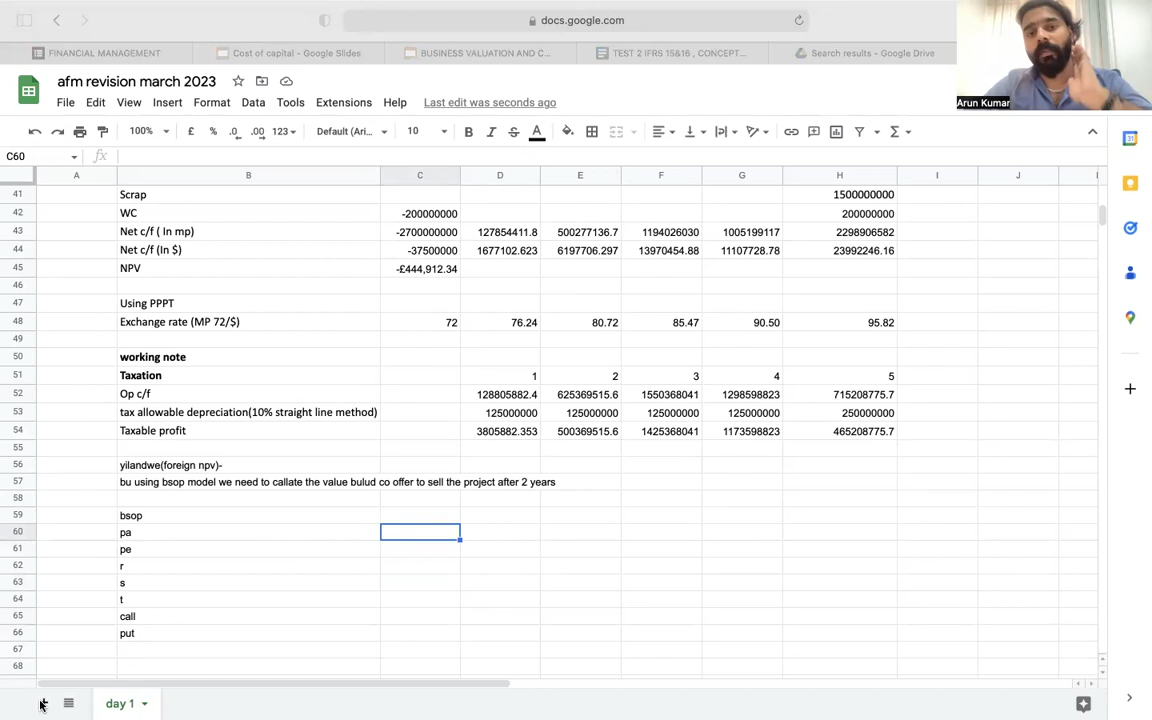 docs.google.com
FINANCIAL MANAGEMENT
Cost of capital - Google Slides
BUSINESS VALUATION AND C...
TEST 2 IFRS 15&16 , CONCEPT...
Search results - Google Drive
Arun Kumar
afm revision march 2023
File Edit View Insert Format Data Tools Extensions Help Last edit was seconds ago
100% £ % .0 .00 123 Default (Ari... 10 B I S A
C60 fx
A B C D E F G H I J
41 Scrap 1500000000
42 WC -200000000 200000000
43 Net c/f ( In mp) -2700000000 127854411.8 500277136.7 1194026030 1005199117 2298906582
44 Net c/f (In $) -37500000 1677102.623 6197706.297 13970454.88 11107728.78 23992246.16
45 NPV -£444,912.34
46
47 Using PPPT
48 Exchange rate (MP 72/$) 72 76.24 80.72 85.47 90.50 95.82
49
50 working note
51 Taxation 1 2 3 4 5
52 Op c/f 128805882.4 625369515.6 1550368041 1298598823 715208775.7
53 tax allowable depreciation(10% straight line method) 125000000 125000000 125000000 125000000 250000000
54 Taxable profit 3805882.353 500369515.6 1425368041 1173598823 465208775.7
55
56 yilandwe(foreign npv)-
57 bu using bsop model we need to callate the value bulud co offer to sell the project after 2 years
58
59 bsop
60 pa
61 pe
62 r
63 s
64 t
65 call
66 put
67
68
day 1